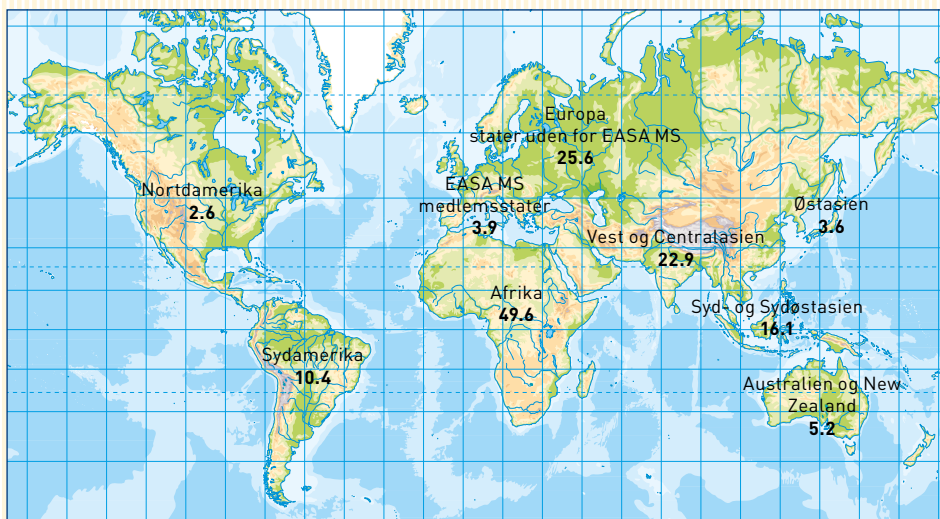 Europa
stater uden for EASA MS
25.6
EASA MS
medlemsstater
3.9
Nortdamerika
2.6
Østasien
3.6
Vest og Centralasien
22.9
Afrika
49.6
Syd- og Sydøstasien
16.1
Sydamerika
10.4
Australien og New
Zealand
5.2